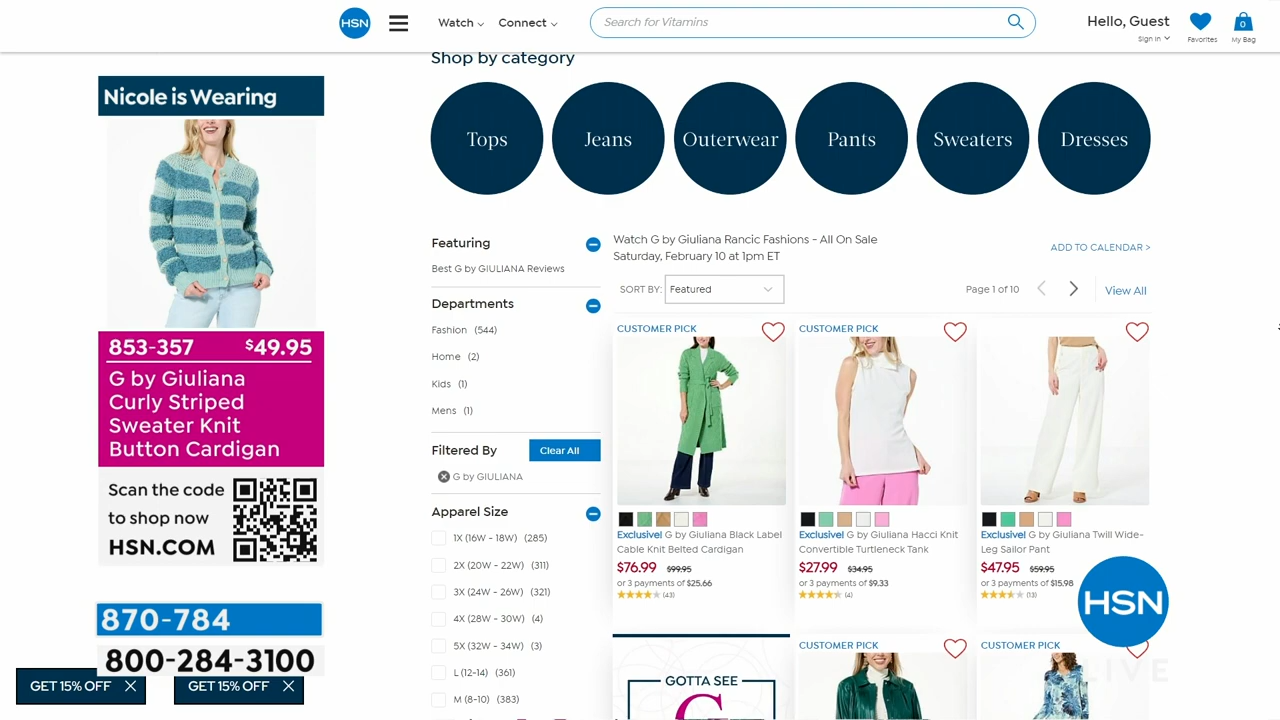 HSN
Watch
Connect
Search for Vitamins
Hello, Guest
Sign In
Favorites
0
My Bag
Nicole is Wearing
853-357 $49.95
G by Giuliana
Curly Striped
Sweater Knit
Button Cardigan
Scan the code
to shop now
HSN.COM
870-784
800-284-3100
GET 15% OFF
GET 15% OFF
Shop by category
Tops
Jeans
Outerwear
Pants
Sweaters
Dresses
Featuring
Best G by GIULIANA Reviews
Departments
Fashion (544)
Home (2)
Kids (1)
Mens (1)
Filtered By
Clear All
G by GIULIANA
Apparel Size
1X (16W - 18W) (285)
2X (20W - 22W) (311)
3X (24W - 26W) (321)
4X (28W - 30W) (4)
5X (32W - 34W) (3)
L (12-14) (361)
M (8-10) (383)
Watch G by Giuliana Rancic Fashions - All On Sale
Saturday, February 10 at 1pm ET
ADD TO CALENDAR >
SORT BY: Featured
Page 1 of 10
View All
CUSTOMER PICK
Exclusive! G by Giuliana Black Label
Cable Knit Belted Cardigan
$76.99 $99.95
or 3 payments of $25.66
(43)
CUSTOMER PICK
Exclusive! G by Giuliana Hacci Knit
Convertible Turtleneck Tank
$27.99 $34.95
or 3 payments of $9.33
(4)
Exclusive! G by Giuliana Twill Wide-
Leg Sailor Pant
$47.95 $59.95
or 3 payments of $15.98
(13)
GOTTA SEE
G
CUSTOMER PICK
CUSTOMER PICK
HSN
LIVE